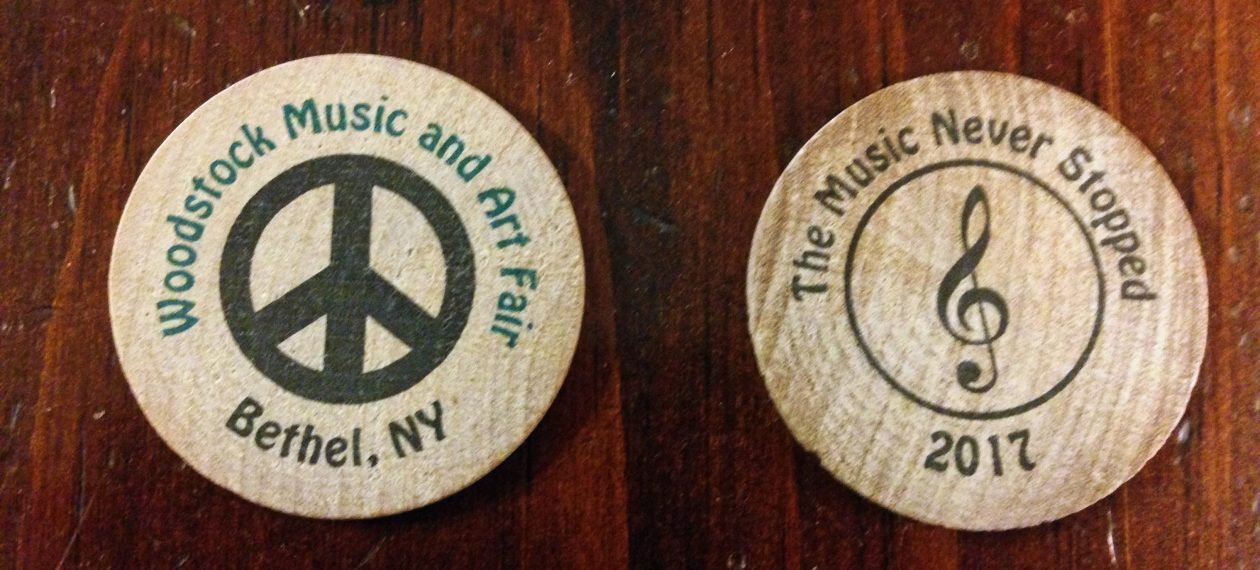 Woodstock Music and Art Fair
Bethel, NY
The Music Never Stopped
2017